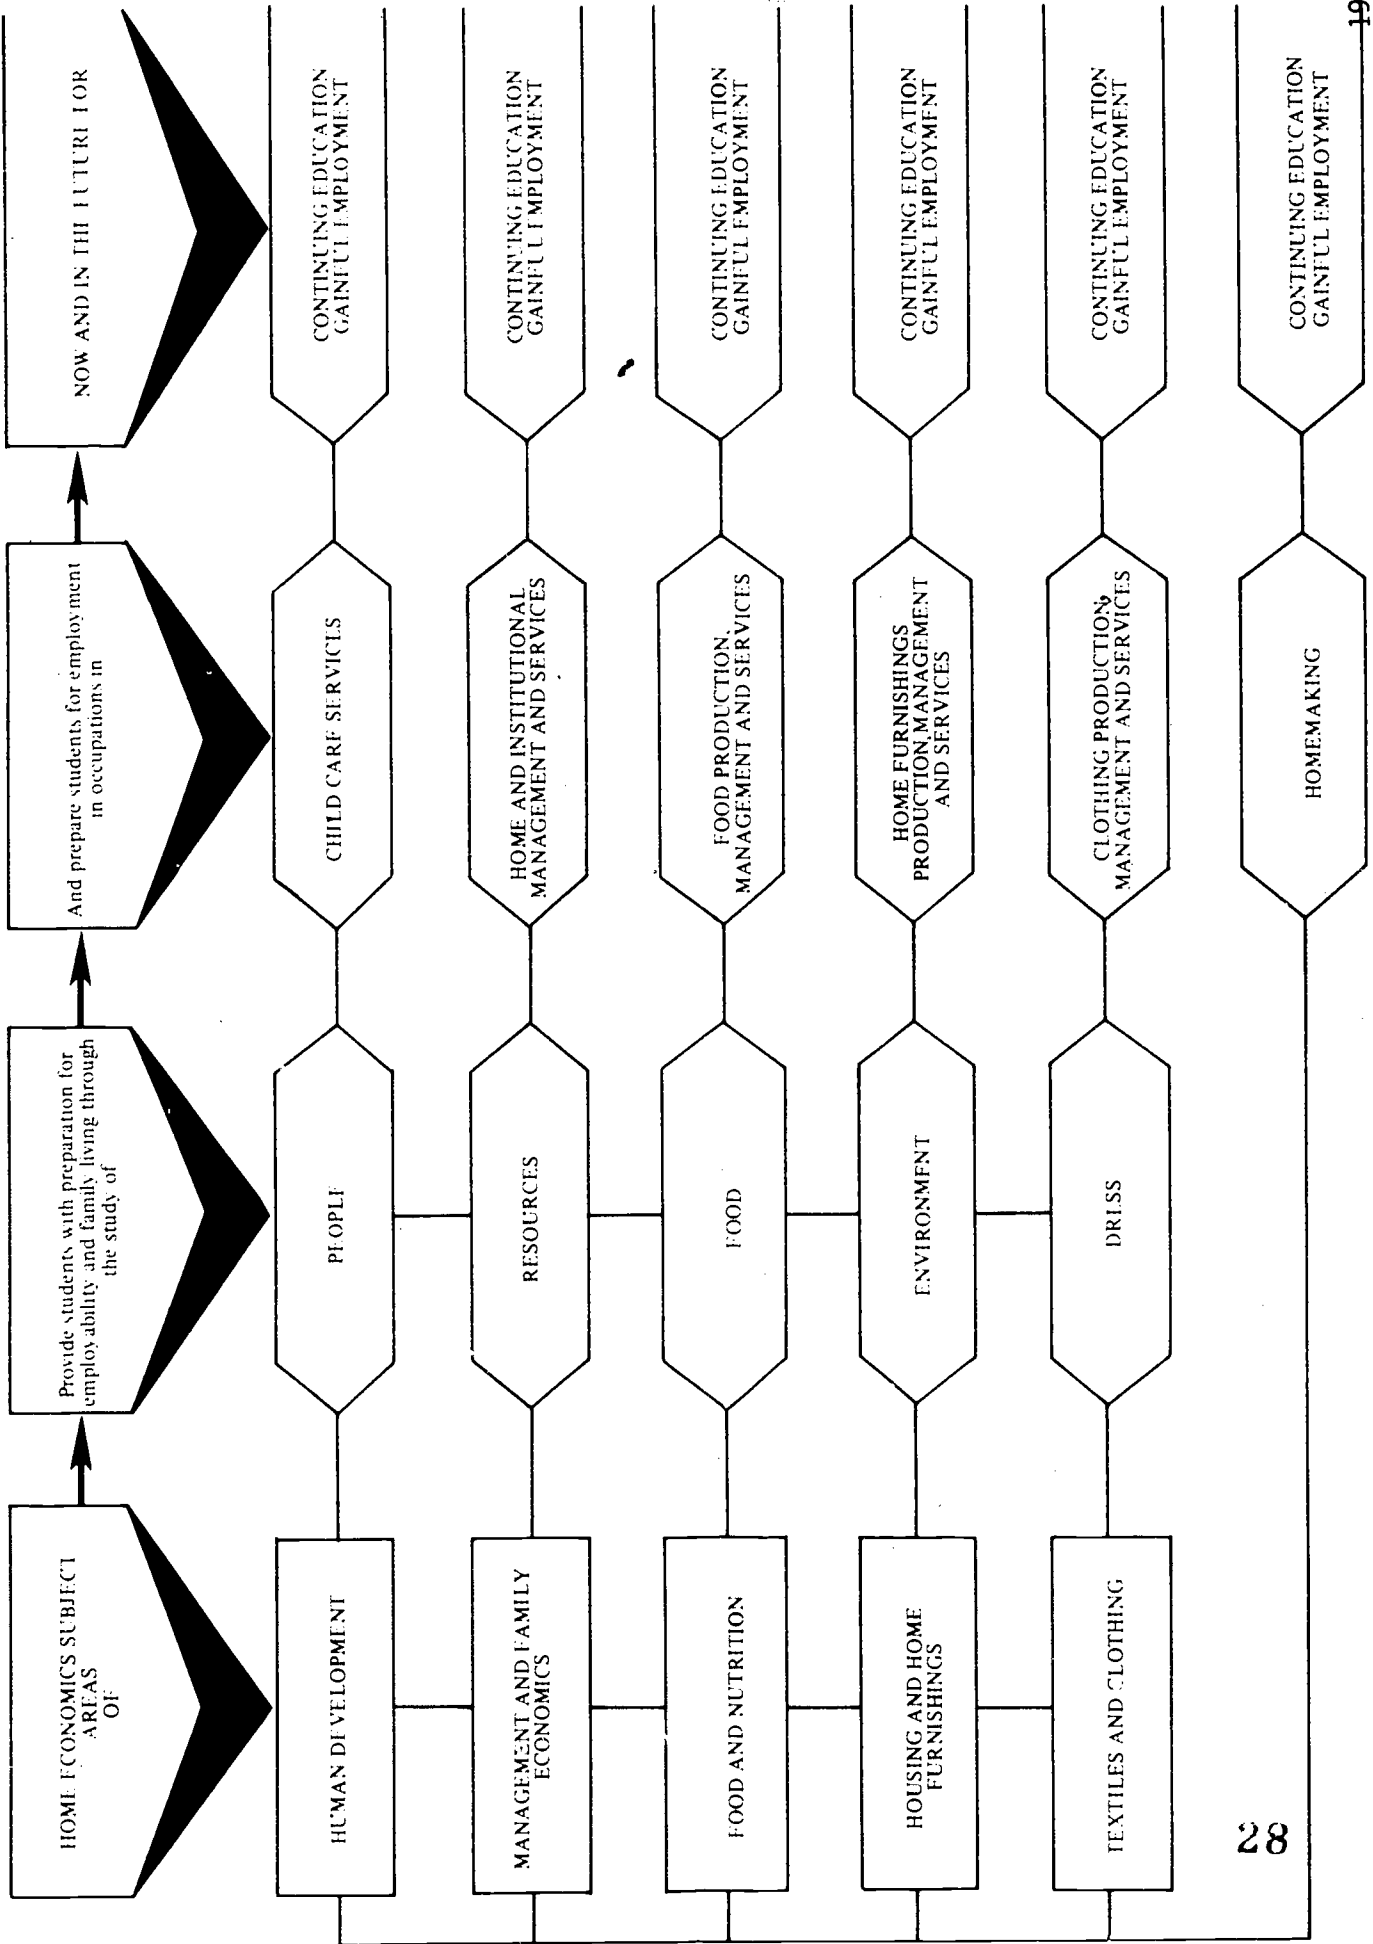 HOME ECONOMICS SUBJECT
AREAS
OF
Provide students with preparation for
employability and family living through
the study of
And prepare students for employment
in occupations in
NOW AND IN THE FUTURE FOR
HUMAN DEVELOPMENT
PEOPLE
CHILD CARE SERVICES
CONTINUING EDUCATION
GAINFUL EMPLOYMENT
MANAGEMENT AND FAMILY
ECONOMICS
RESOURCES
HOME AND INSTITUTIONAL
MANAGEMENT AND SERVICES
CONTINUING EDUCATION
GAINFUL EMPLOYMENT
FOOD AND NUTRITION
FOOD
FOOD PRODUCTION,
MANAGEMENT AND SERVICES
CONTINUING EDUCATION
GAINFUL EMPLOYMENT
HOUSING AND HOME
FURNISHINGS
ENVIRONMENT
HOME FURNISHINGS
PRODUCTION, MANAGEMENT
AND SERVICES
CONTINUING EDUCATION
GAINFUL EMPLOYMENT
TEXTILES AND CLOTHING
DRESS
CLOTHING PRODUCTION,
MANAGEMENT AND SERVICES
CONTINUING EDUCATION
GAINFUL EMPLOYMENT
HOMEMAKING
CONTINUING EDUCATION
GAINFUL EMPLOYMENT
28
19